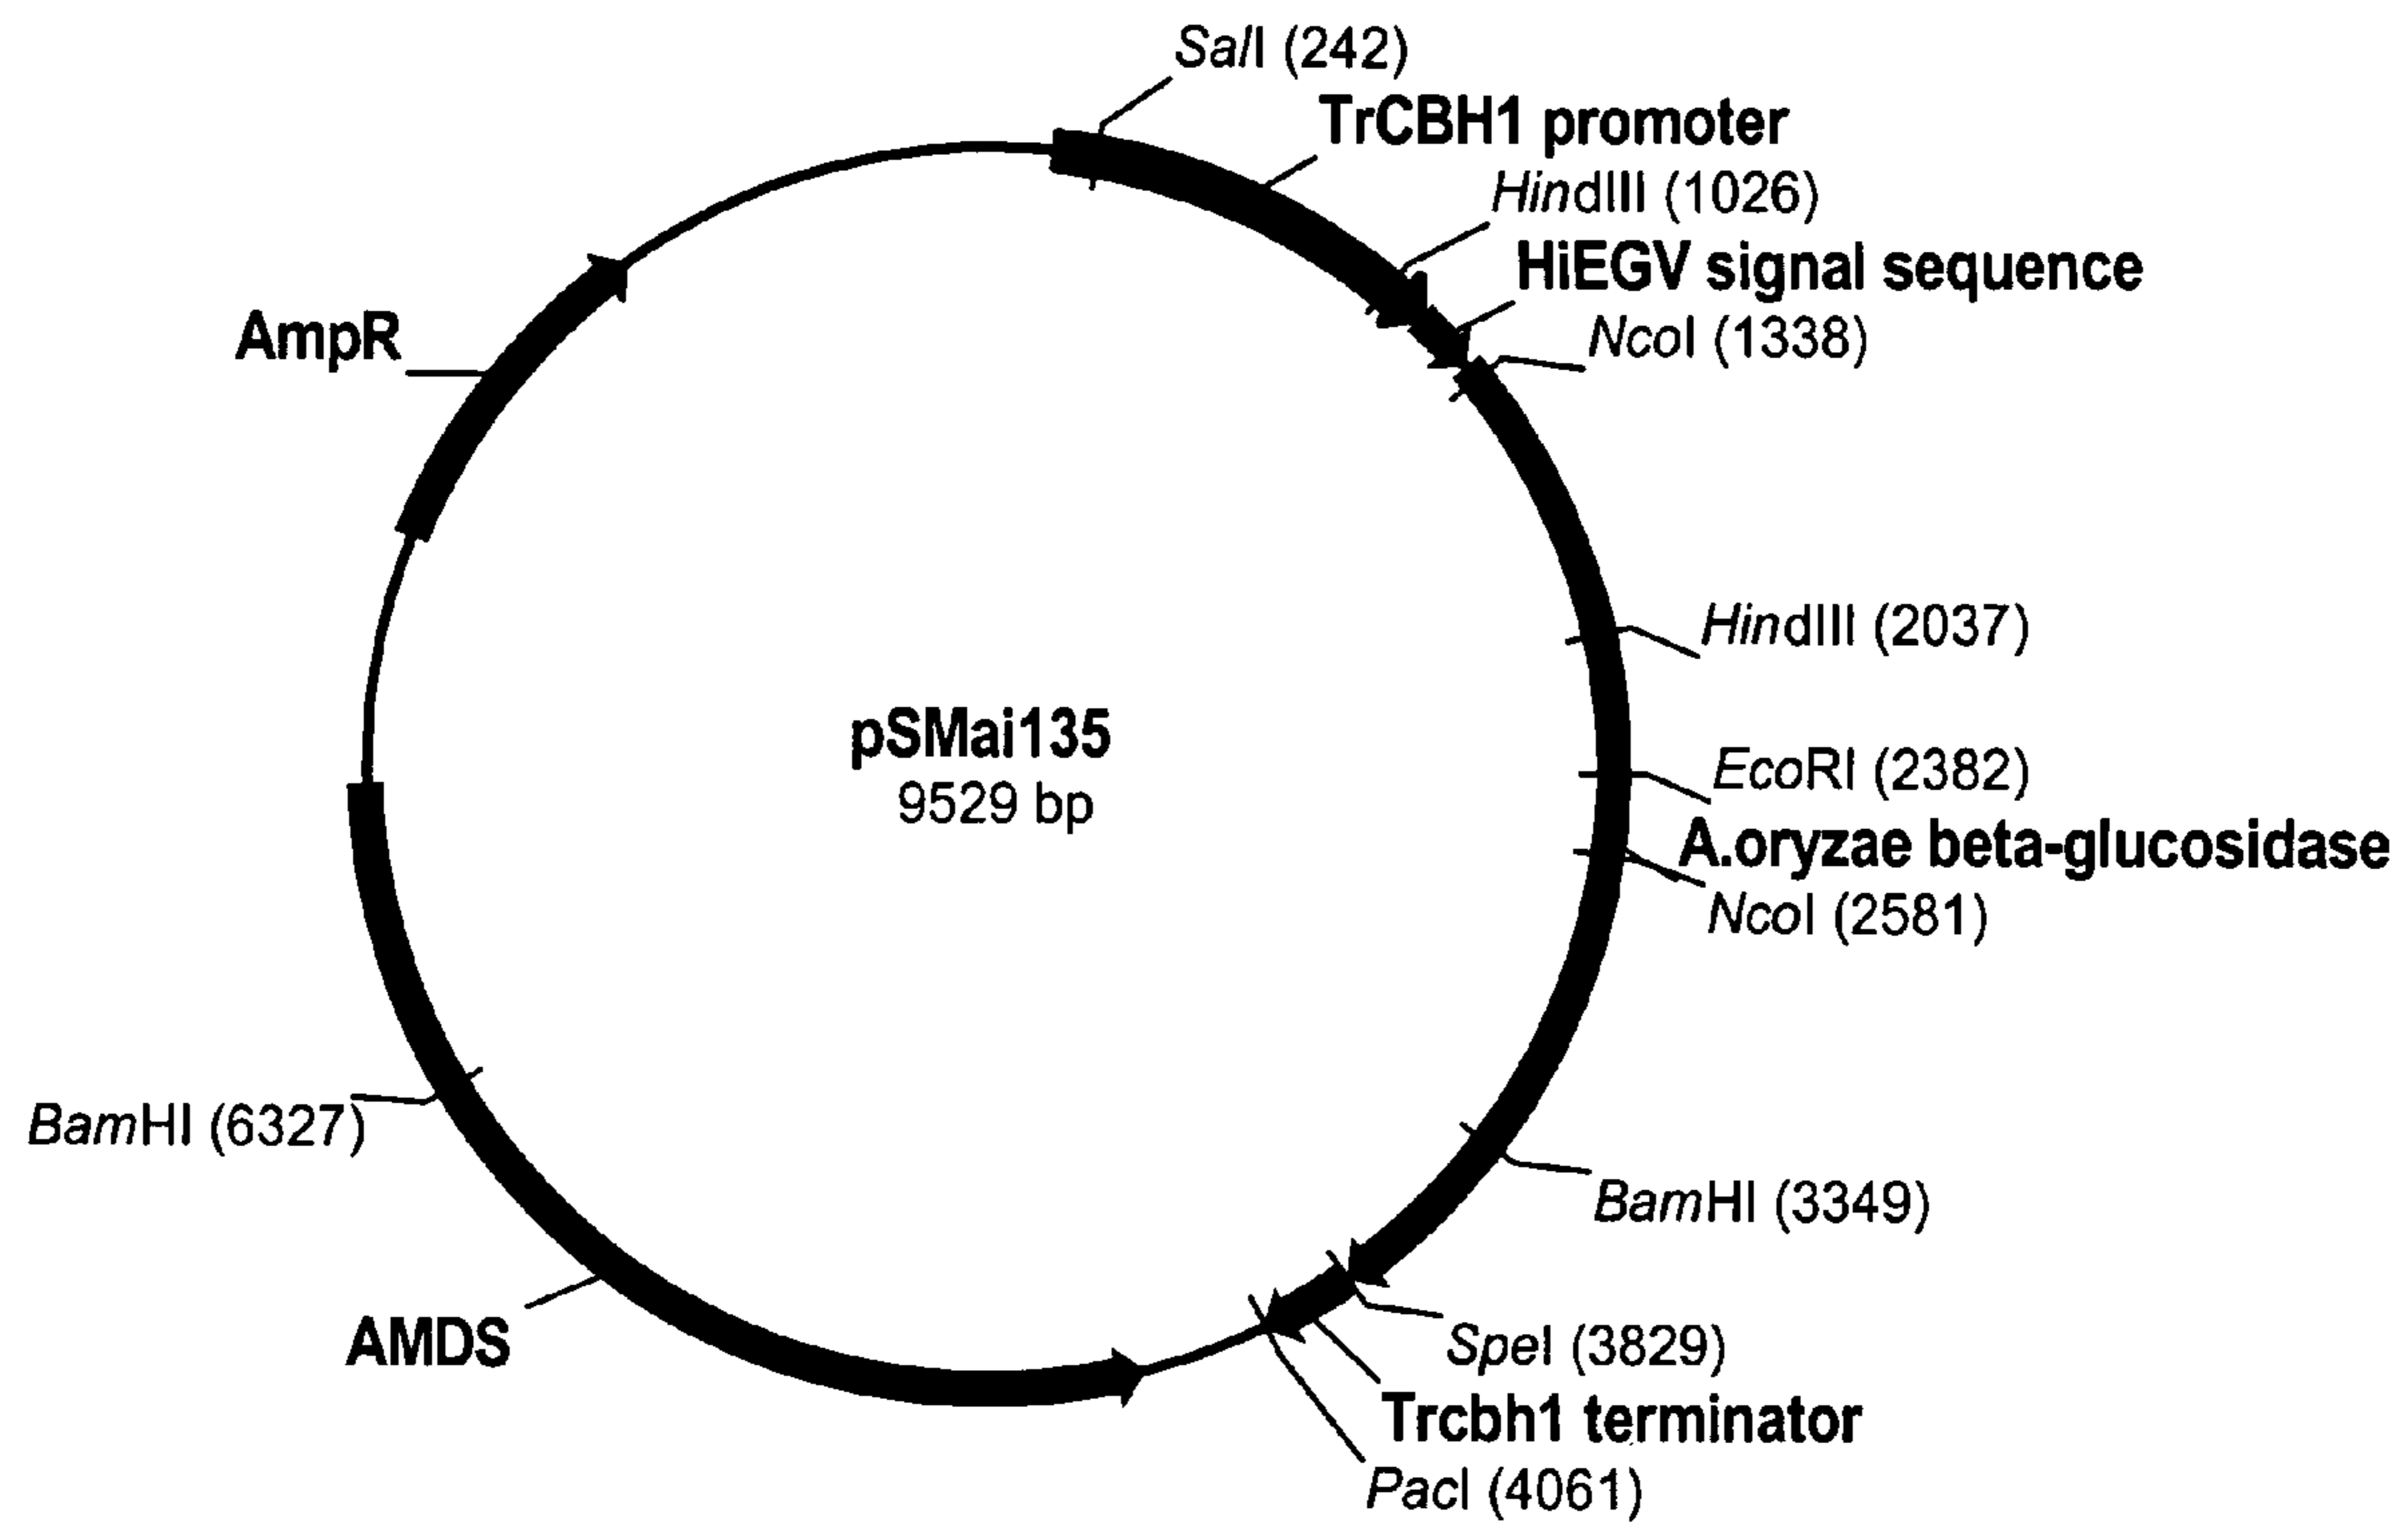 SalI (242)
TrCBH1 promoter
HindIII (1026)
HiEGV signal sequence
NcoI (1338)
AmpR
HindIII (2037)
pSMai135
9529 bp
EcoRI (2382)
A.oryzae beta-glucosidase
NcoI (2581)
BamHI (6327)
BamHI (3349)
AMDS
SpeI (3829)
Trcbh1 terminator
PacI (4061)